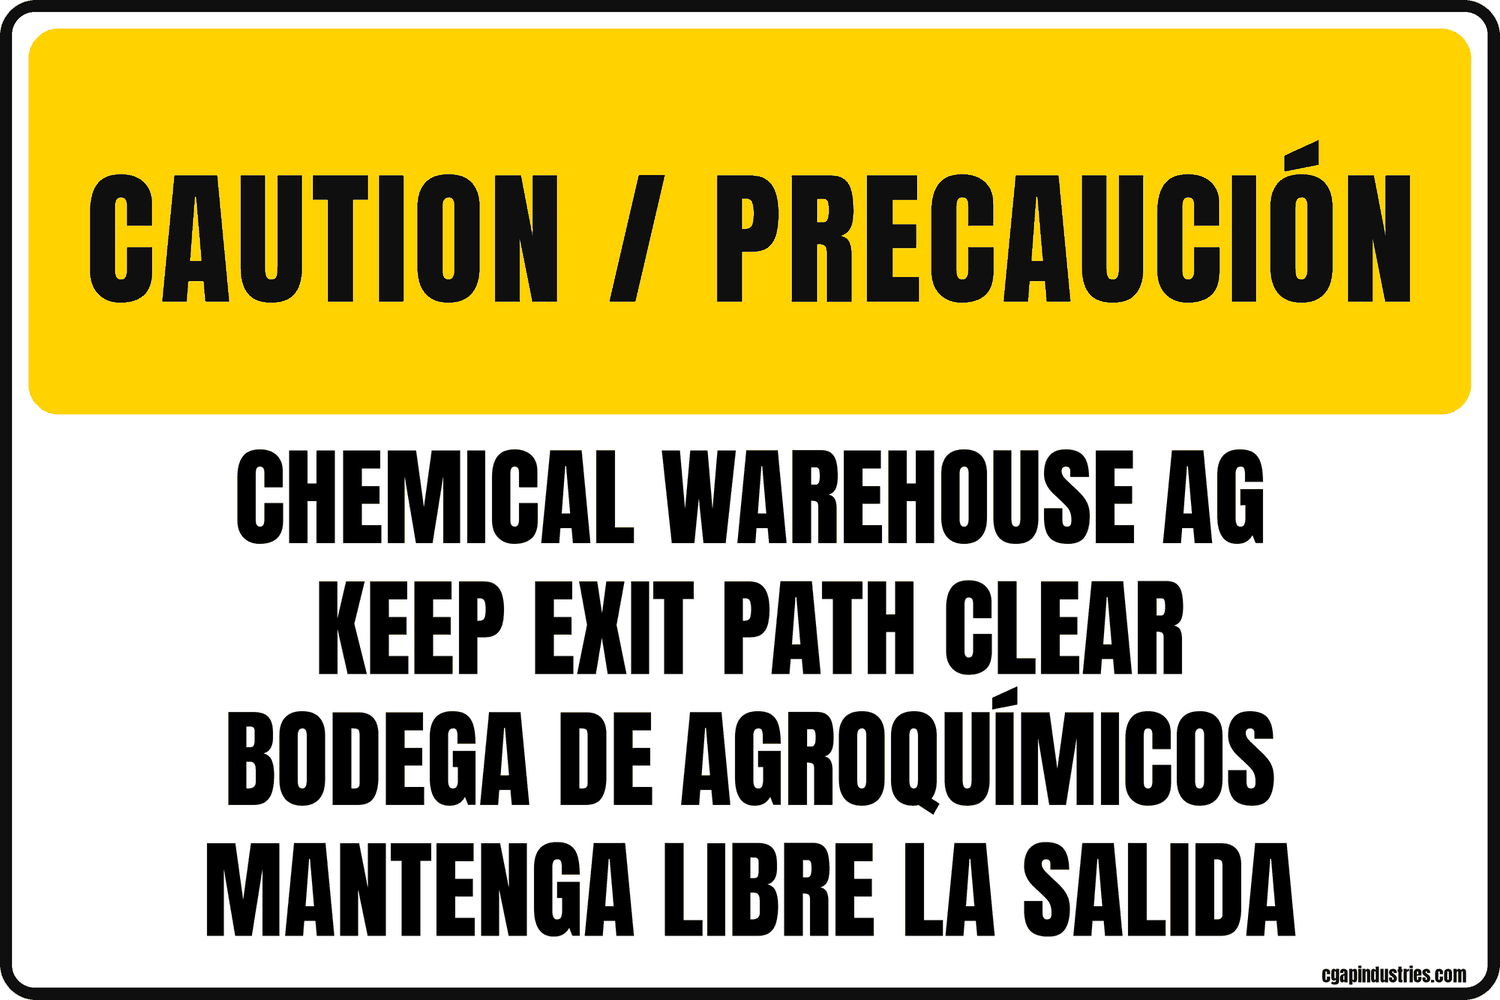 CAUTION / PRECAUCIÓN
CHEMICAL WAREHOUSE AG
KEEP EXIT PATH CLEAR
BODEGA DE AGROQUÍMICOS
MANTENGA LIBRE LA SALIDA
cgapindustries.com